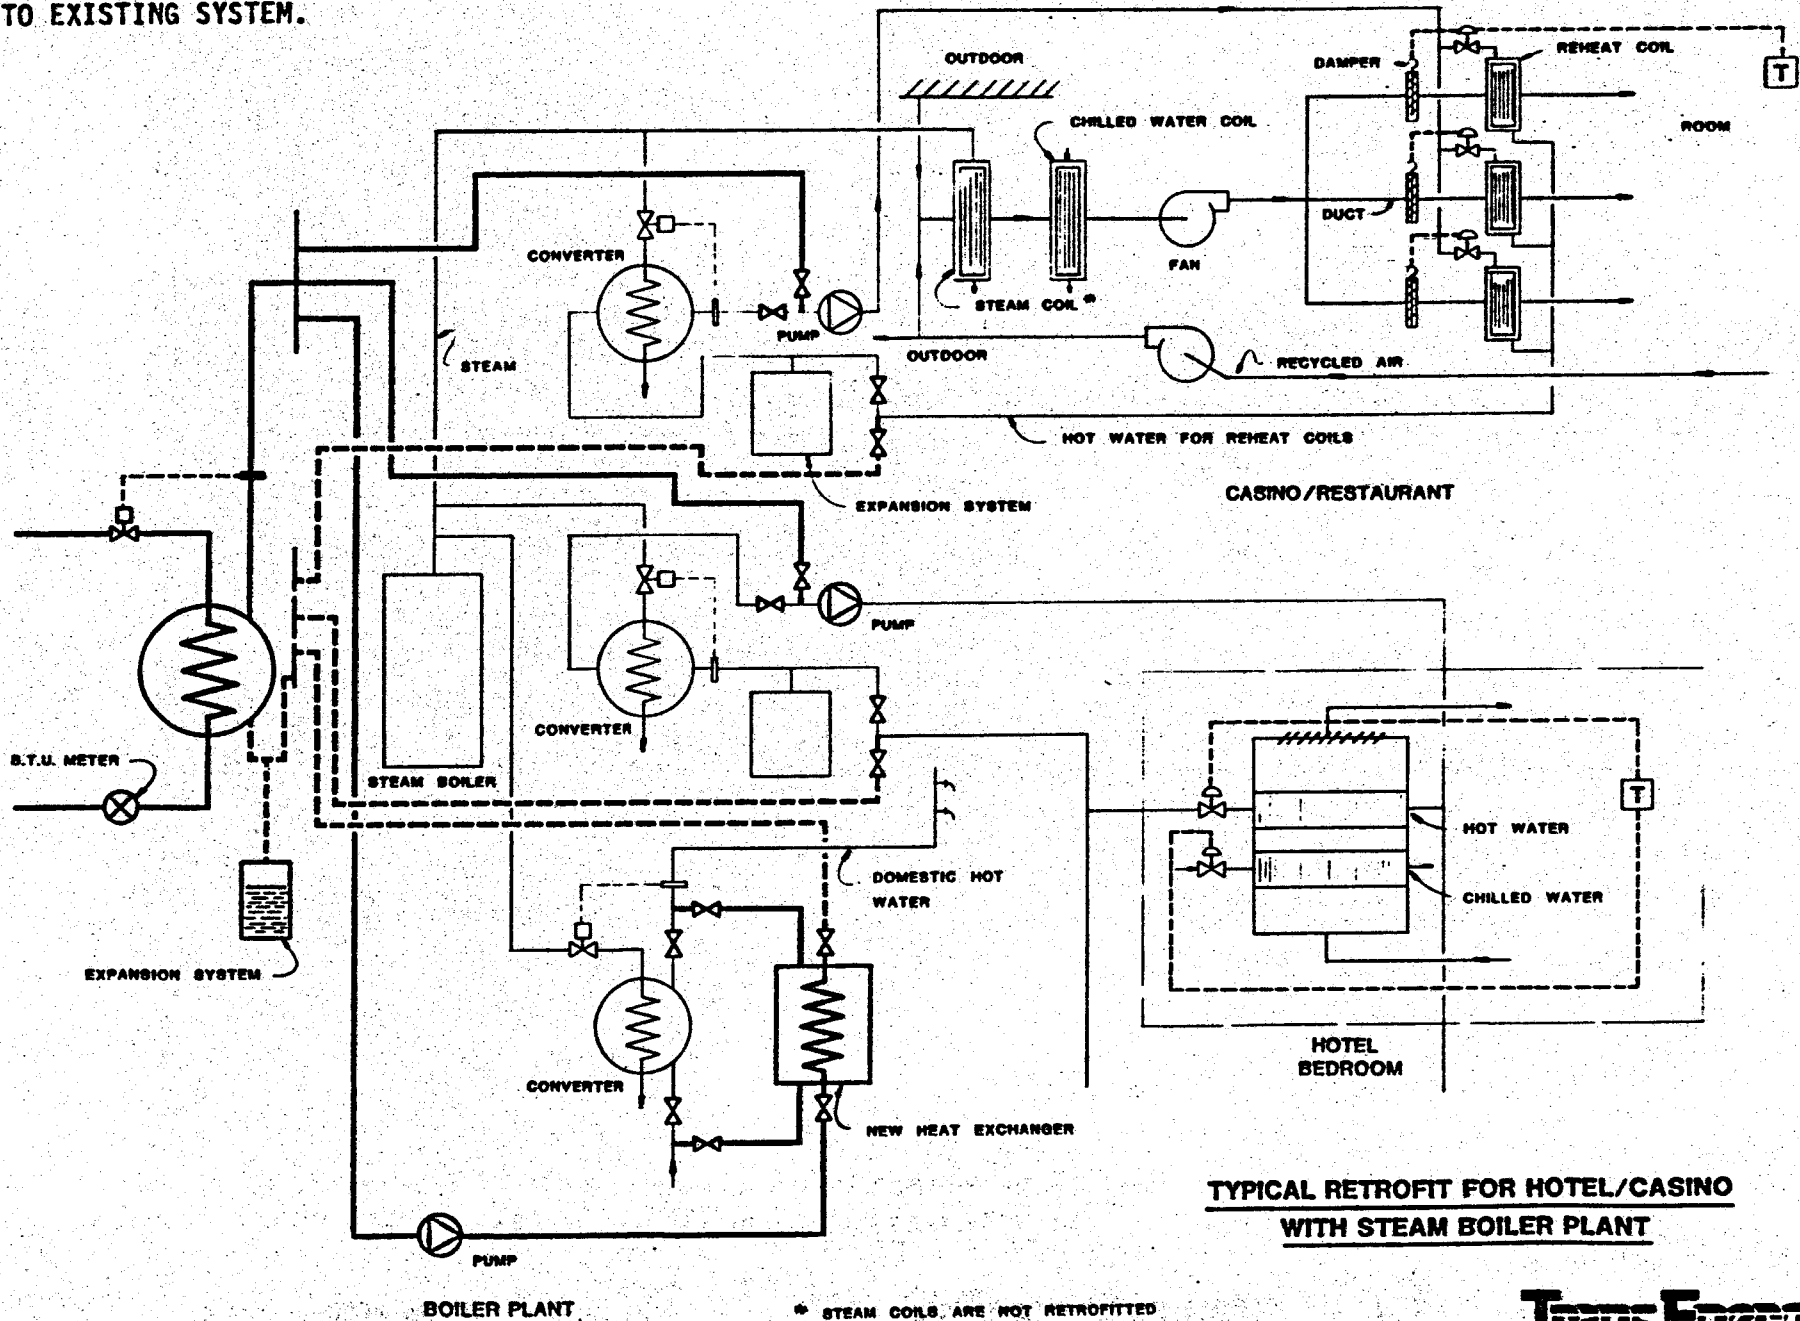 TO EXISTING SYSTEM.
OUTDOOR
DAMPER
REHEAT COIL
T
CHILLED WATER COIL
ROOM
DUCT
CONVERTER
FAN
STEAM COIL *
PUMP
OUTDOOR
STEAM
RECYCLED AIR
HOT WATER FOR REHEAT COILS
CASINO/RESTAURANT
EXPANSION SYSTEM
PUMP
CONVERTER
B.T.U. METER
STEAM BOILER
T
HOT WATER
DOMESTIC HOT
WATER
CHILLED WATER
EXPANSION SYSTEM
HOTEL
BEDROOM
CONVERTER
NEW HEAT EXCHANGER
TYPICAL RETROFIT FOR HOTEL/CASINO
WITH STEAM BOILER PLANT
PUMP
BOILER PLANT
* STEAM COILS ARE NOT RETROFITTED